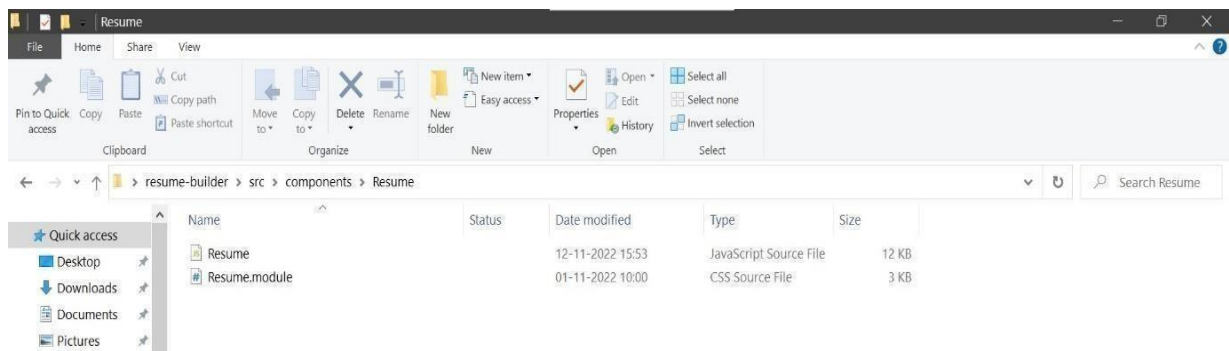 Resume
File Home Share View
Pin to Quick access
Copy
Paste
Cut
Copy path
Paste shortcut
Clipboard
Move to
Copy to
Delete
Rename
Organize
New folder
New item
Easy access
New
Properties
Open
Edit
History
Open
Select all
Select none
Invert selection
Select
resume-builder > src > components > Resume
Search Resume
Quick access
Desktop
Downloads
Documents
Pictures
Name Status Date modified Type Size
Resume 12-11-2022 15:53 JavaScript Source File 12 KB
Resume.module 01-11-2022 10:00 CSS Source File 3 KB